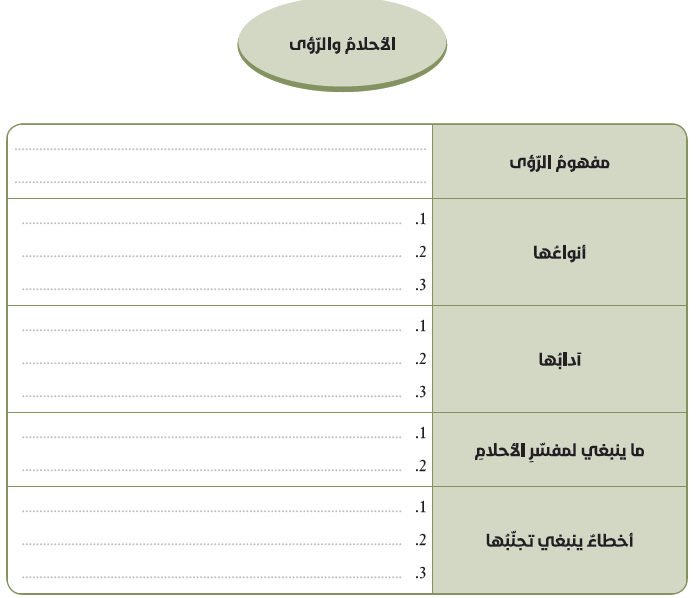 الأحلامُ والرّؤى
مفهومُ الرّؤى
أنواعُها
1.
2.
3.
آدابُها
1.
2.
3.
ما ينبغي لمفسّرِ الأحلامِ
1.
2.
أخطاءٌ ينبغي تجنّبُها
1.
2.
3.